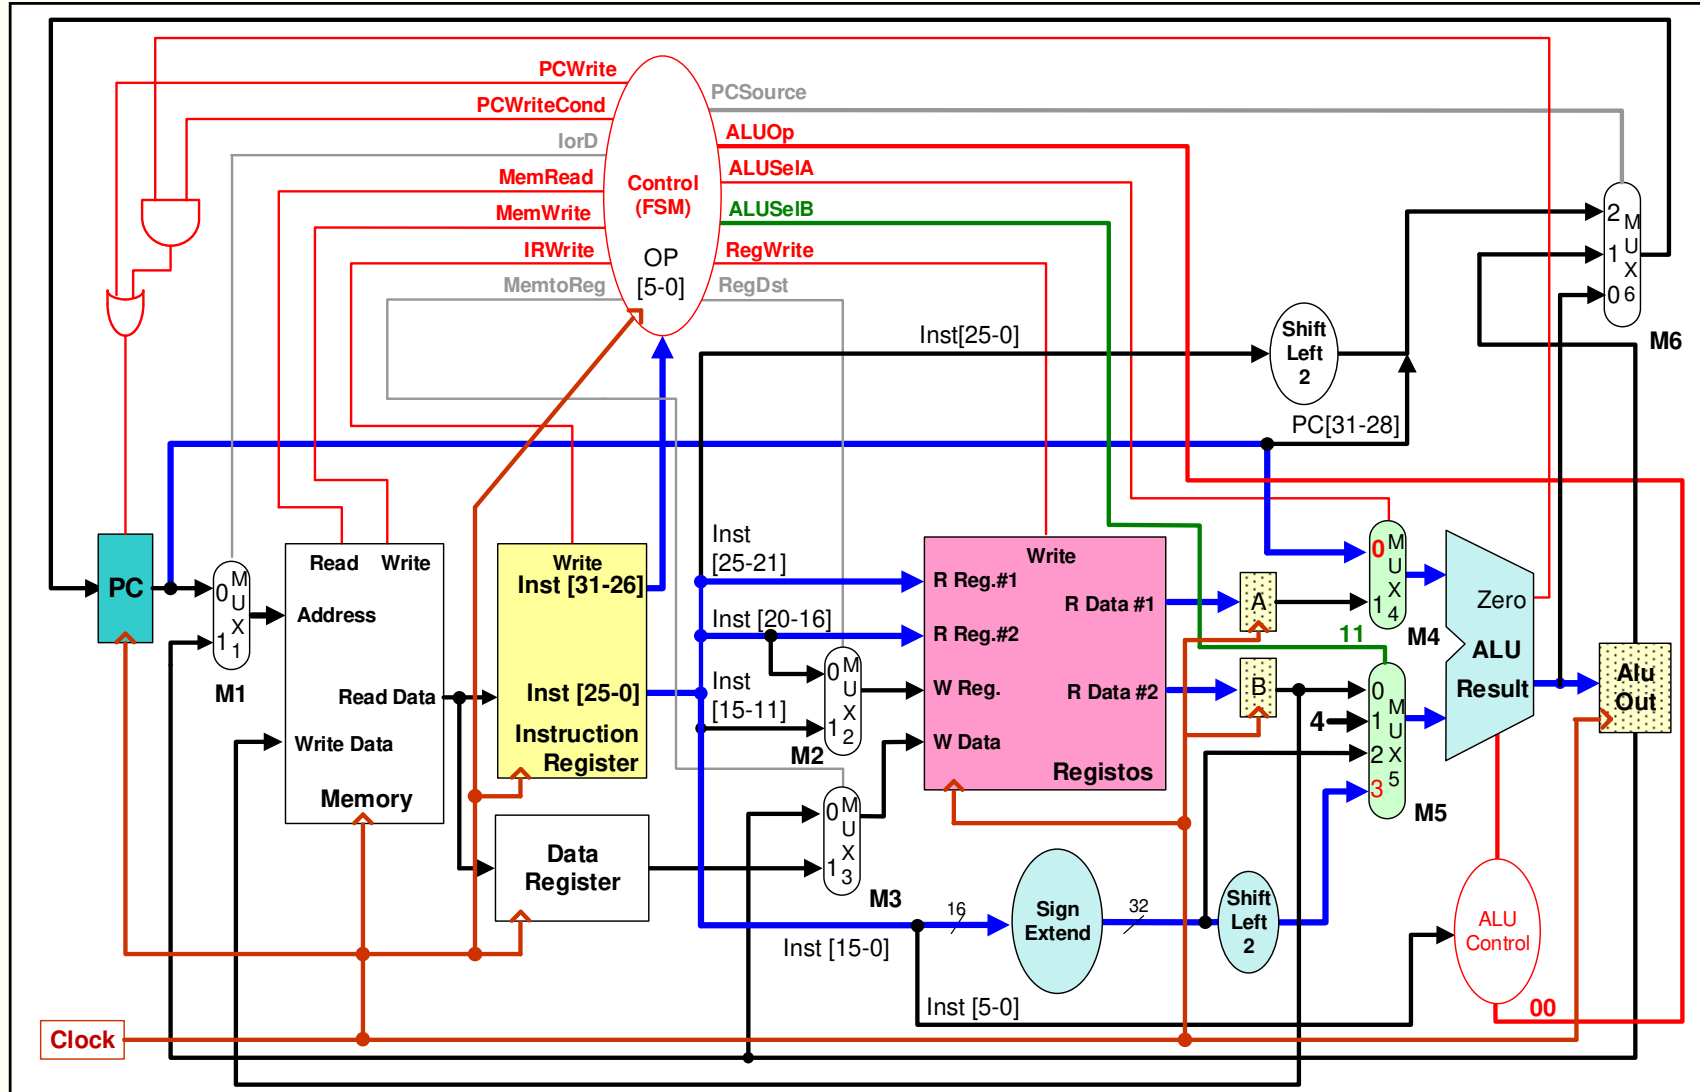 PCWrite
PCWriteCond
IorD
MemRead
MemWrite
IRWrite
MemtoReg
Control
(FSM)
OP
[5-0]
PCSource
ALUOp
ALUSelA
ALUSelB
RegWrite
RegDst
2
1
0
M
U
X
6
M6
Inst[25-0]
Shift
Left
2
PC[31-28]
PC
0
1
M
U
X
1
M1
Read Write
Address
Read Data
Write Data
Memory
Write
Inst [31-26]
Inst [25-0]
Instruction
Register
Data
Register
Inst
[25-21]
Inst [20-16]
Inst
[15-11]
0
1
M
U
X
2
M2
0
1
M
U
X
3
M3
Write
R Reg.#1
R Reg.#2
W Reg.
W Data
R Data #1
R Data #2
Registos
A
B
0
1
M
U
X
4
M4
11
4
0
1
2
3
M
U
X
5
M5
Zero
ALU
Result
Alu
Out
Inst [15-0]
16
Sign
Extend
32
Shift
Left
2
ALU
Control
00
Inst [5-0]
Clock